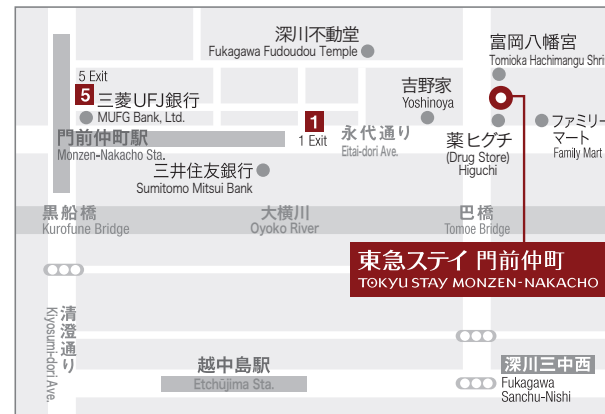 深川不動堂
Fukagawa Fudoudou Temple
富岡八幡宮
Tomioka Hachimangu Shri
5 Exit
5
三菱UFJ銀行
MUFG Bank, Ltd.
吉野家
Yoshinoya
1
1 Exit
永代通り
Eitai-dori Ave.
薬ヒグチ
(Drug Store)
Higuchi
ファミリー
マート
Family Mart
門前仲町駅
Monzen-Nakacho Sta.
三井住友銀行
Sumitomo Mitsui Bank
黒船橋
Kurofune Bridge
大横川
Oyoko River
巴橋
Tomoe Bridge
東急ステイ 門前仲町
TOKYU STAY MONZEN-NAKACHO
清澄通り
Kiyosumi-dori Ave.
越中島駅
Etchūjima Sta.
深川三中西
Fukagawa
Sanchu-Nishi